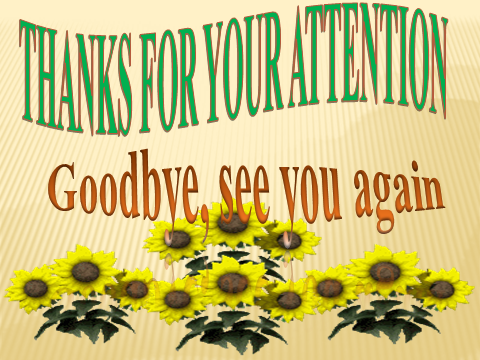 THANKS FOR YOUR ATTENTION
Goodbye, see you again